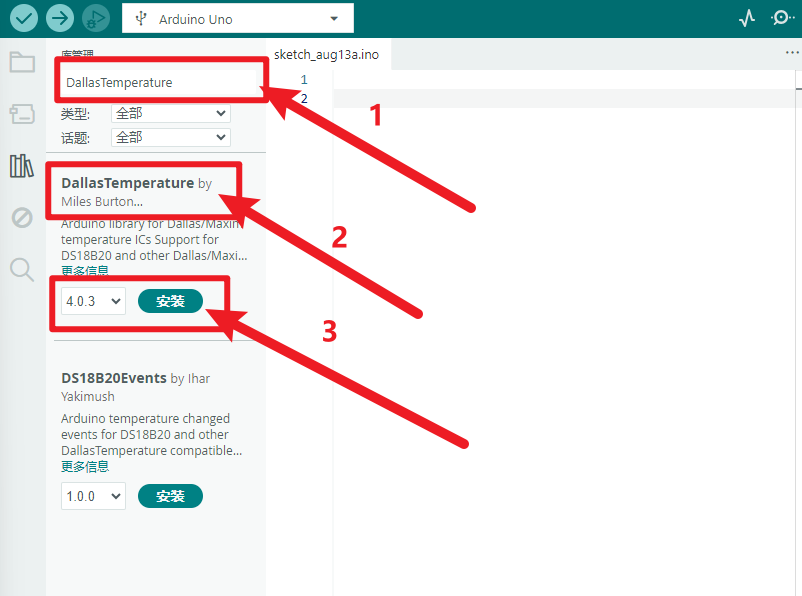 Arduino Uno
库管理
sketch_aug13a.ino
DallasTemperature
1
2
类型:
全部
话题:
全部
1
DallasTemperature by
Miles Burton...
Arduino library for Dallas/Maxim
temperature ICs Support for
DS18B20 and other Dallas/Maxi...
更多信息
2
4.0.3
安装
3
DS18B20Events by Ihar
Yakimush
Arduino temperature changed
events for DS18B20 and other
DallasTemperature compatible...
更多信息
1.0.0
安装